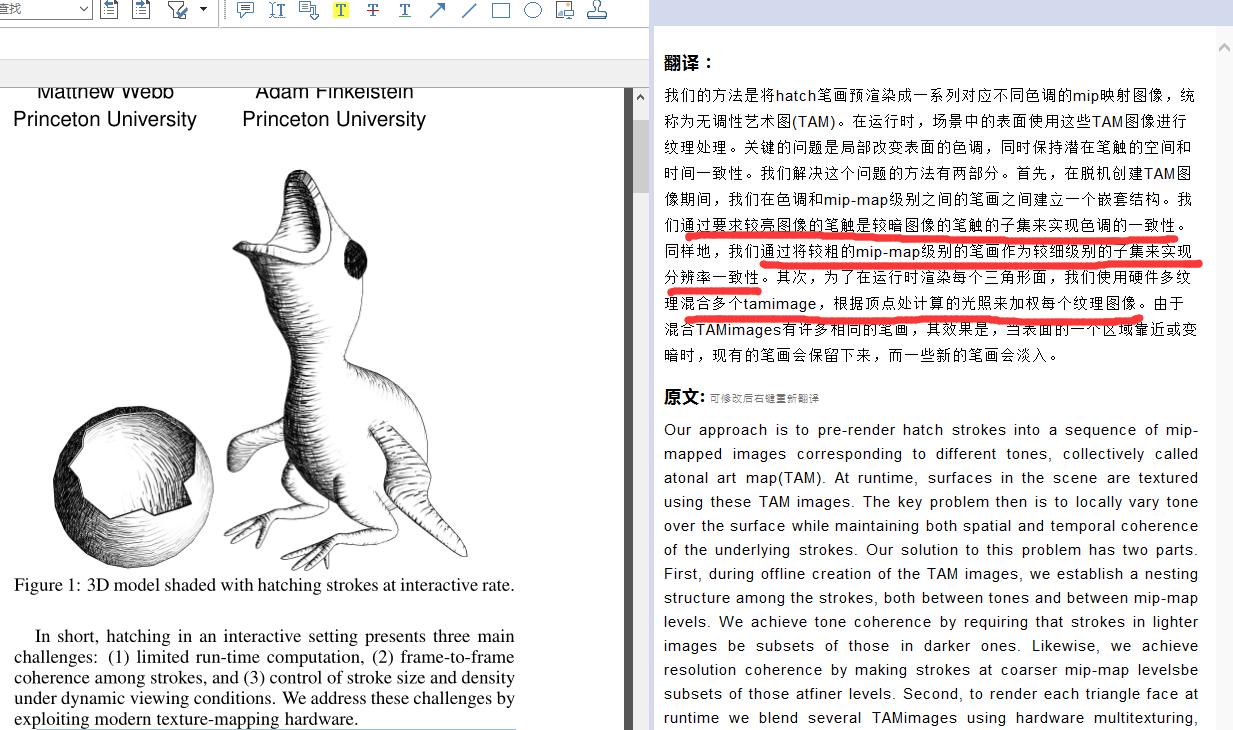 查找
T
T
T
T
Matthew Webb
Adam Finkelstein
Princeton University
Princeton University
Figure 1: 3D model shaded with hatching strokes at interactive rate.
In short, hatching in an interactive setting presents three main
challenges: (1) limited run-time computation, (2) frame-to-frame
coherence among strokes, and (3) control of stroke size and density
under dynamic viewing conditions. We address these challenges by
exploiting modern texture-mapping hardware.
翻译：
我们的方法是将hatch笔画预渲染成一系列对应不同色调的mip映射图像，统
称为无调性艺术图(TAM)。在运行时，场景中的表面使用这些TAM图像进行
纹理处理。关键的问题是局部改变表面的色调，同时保持潜在笔触的空间和
时间一致性。我们解决这个问题的方法有两部分。首先，在脱机创建TAM图
像期间，我们在色调和mip-map级别之间的笔画之间建立一个嵌套结构。我
们通过要求较亮图像的笔触是较暗图像的笔触的子集来实现色调的一致性。
同样地，我们通过将较粗的mip-map级别的笔画作为较细级别的子集来实现
分辨率一致性。其次，为了在运行时渲染每个三角形面，我们使用硬件多纹
理混合多个tamimage，根据顶点处计算的光照来加权每个纹理图像。由于
混合TAMimages有许多相同的笔画，其效果是，当表面的一个区域靠近或变
暗时，现有的笔画会保留下来，而一些新的笔画会淡入。
原文: 可修改后右键重新翻译
Our approach is to pre-render hatch strokes into a sequence of mip-
mapped images corresponding to different tones, collectively called
atonal art map(TAM). At runtime, surfaces in the scene are textured
using these TAM images. The key problem then is to locally vary tone
over the surface while maintaining both spatial and temporal coherence
of the underlying strokes. Our solution to this problem has two parts.
First, during offline creation of the TAM images, we establish a nesting
structure among the strokes, both between tones and between mip-map
levels. We achieve tone coherence by requiring that strokes in lighter
images be subsets of those in darker ones. Likewise, we achieve
resolution coherence by making strokes at coarser mip-map levelsbe
subsets of those atfiner levels. Second, to render each triangle face at
runtime we blend several TAMimages using hardware multitexturing,